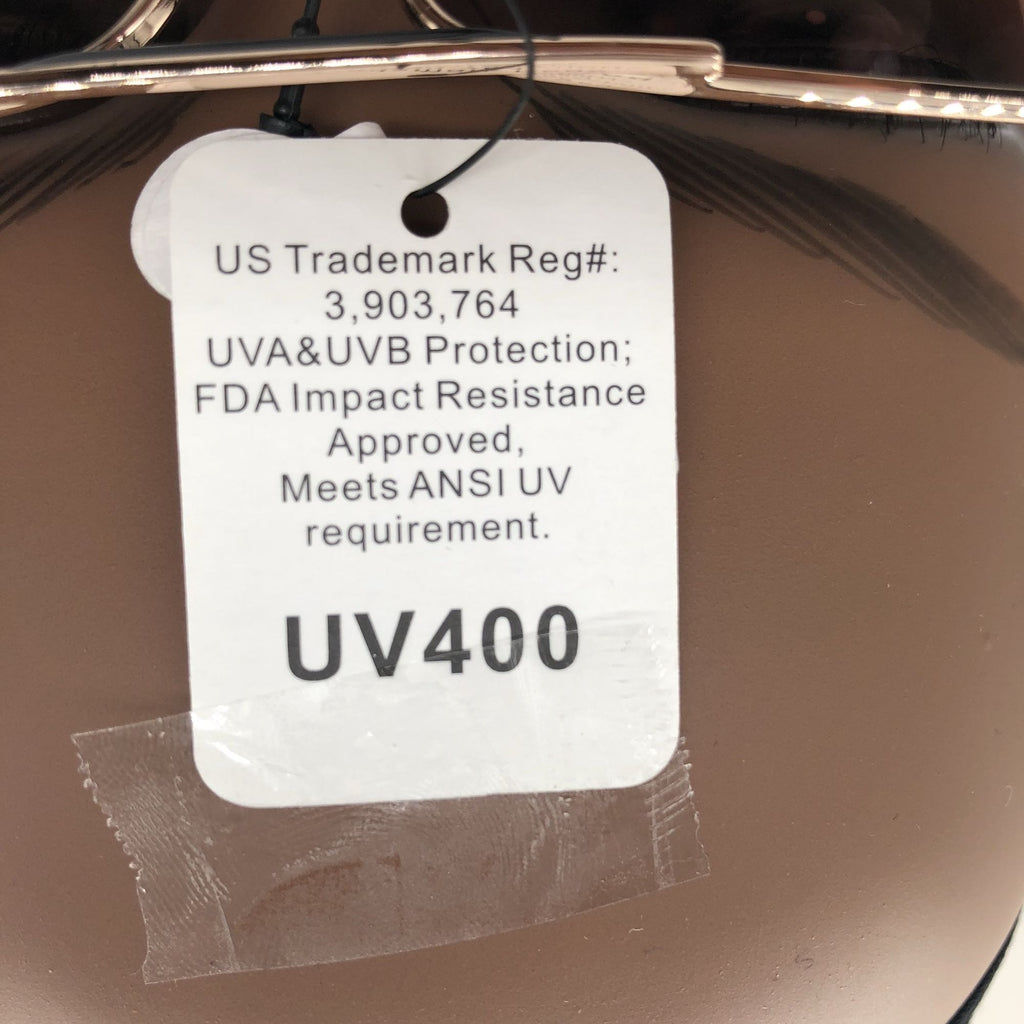 US Trademark Reg#:
3,903,764
UVA&UVB Protection;
FDA Impact Resistance
Approved,
Meets ANSI UV
requirement.
UV400